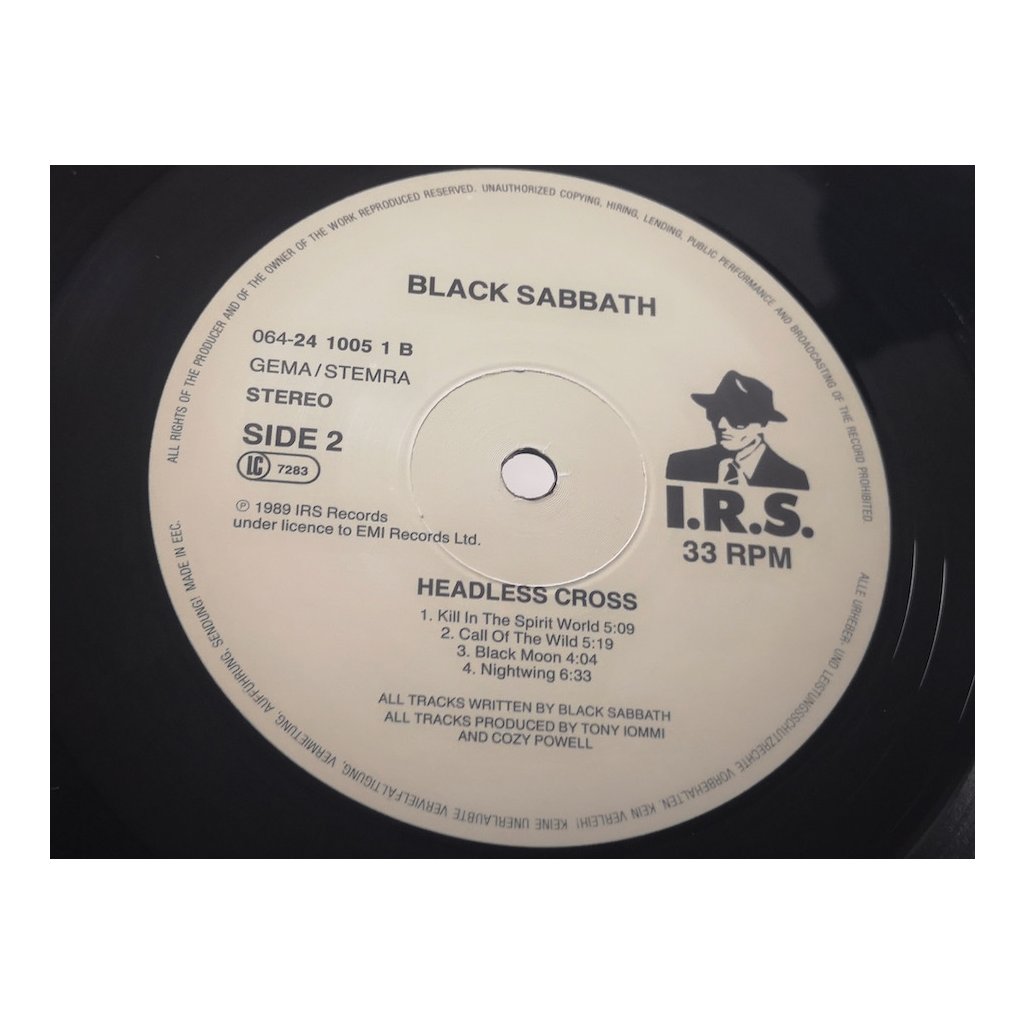 ALL RIGHTS OF THE PRODUCER AND OF THE OWNER OF THE WORK REPRODUCED RESERVED. UNAUTHORIZED COPYING, HIRING, LENDING, PUBLIC PERFORMANCE AND BROADCASTING OF THE RECORD PROHIBITED.
BLACK SABBATH
064-24 1005 1 B
GEMA/STEMRA
STEREO
SIDE 2
LC 7283
℗ 1989 IRS Records
under licence to EMI Records Ltd.
I.R.S.
33 RPM
HEADLESS CROSS
1. Kill In The Spirit World 5:09
2. Call Of The Wild 5:19
3. Black Moon 4:04
4. Nightwing 6:33
ALL TRACKS WRITTEN BY BLACK SABBATH
ALL TRACKS PRODUCED BY TONY IOMMI
AND COZY POWELL
ALLE URHEBER- UND LEISTUNGSSCHUTZRECHTE VORBEHALTEN. KEIN VERLEIH! KEINE UNERLAUBTE VERVIELFÄLTIGUNG, VERMIETUNG, AUFFÜHRUNG, SENDUNG! MADE IN EEC.